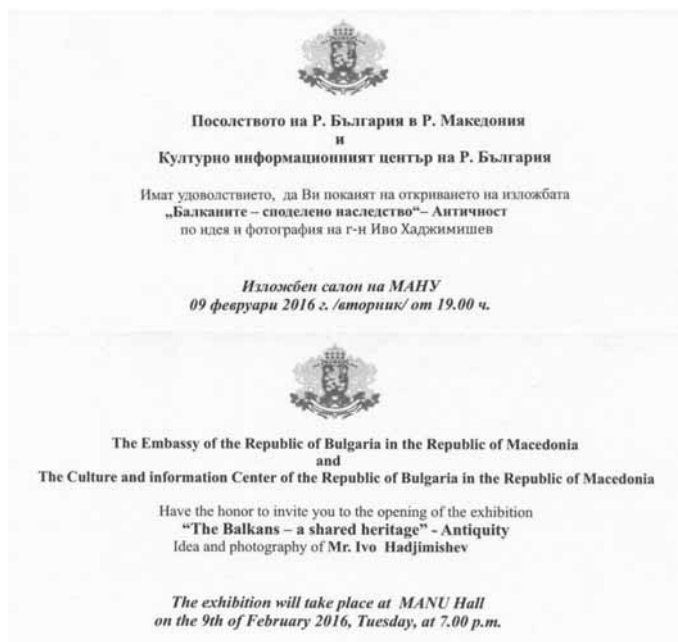 Посолството на Р. България в Р. Македония
и
Културно информационният център на Р. България
Имат удоволствието, да Ви поканят на откриването на изложбата
„Балканите – споделено наследство“– Античност
по идея и фотография на г-н Иво Хаджимишев
Изложбен салон на МАНУ
09 февруари 2016 г. /вторник/ от 19.00 ч.
The Embassy of the Republic of Bulgaria in the Republic of Macedonia
and
The Culture and information Center of the Republic of Bulgaria in the Republic of Macedonia
Have the honor to invite you to the opening of the exhibition
“The Balkans – a shared heritage” - Antiquity
Idea and photography of Mr. Ivo Hadjimishev
The exhibition will take place at MANU Hall
on the 9th of February 2016, Tuesday, at 7.00 p.m.